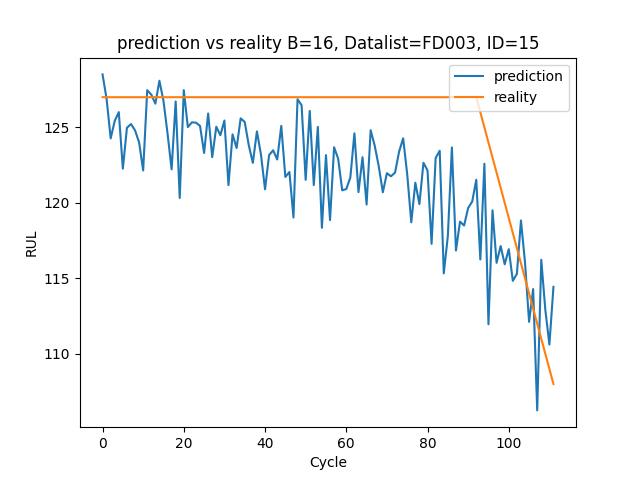 prediction vs reality B=16, Datalist=FD003, ID=15
prediction
reality
125
120
115
110
RUL
0 20 40 60 80 100
Cycle